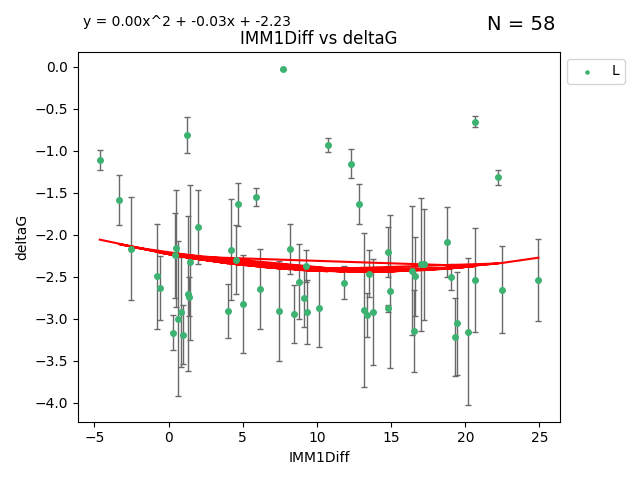 y = 0.00x^2 + -0.03x + -2.23
N = 58
IMM1Diff vs deltaG
L
0.0
−0.5
−1.0
−1.5
−2.0
−2.5
−3.0
−3.5
−4.0
deltaG
−5 0 5 10 15 20 25
IMM1Diff